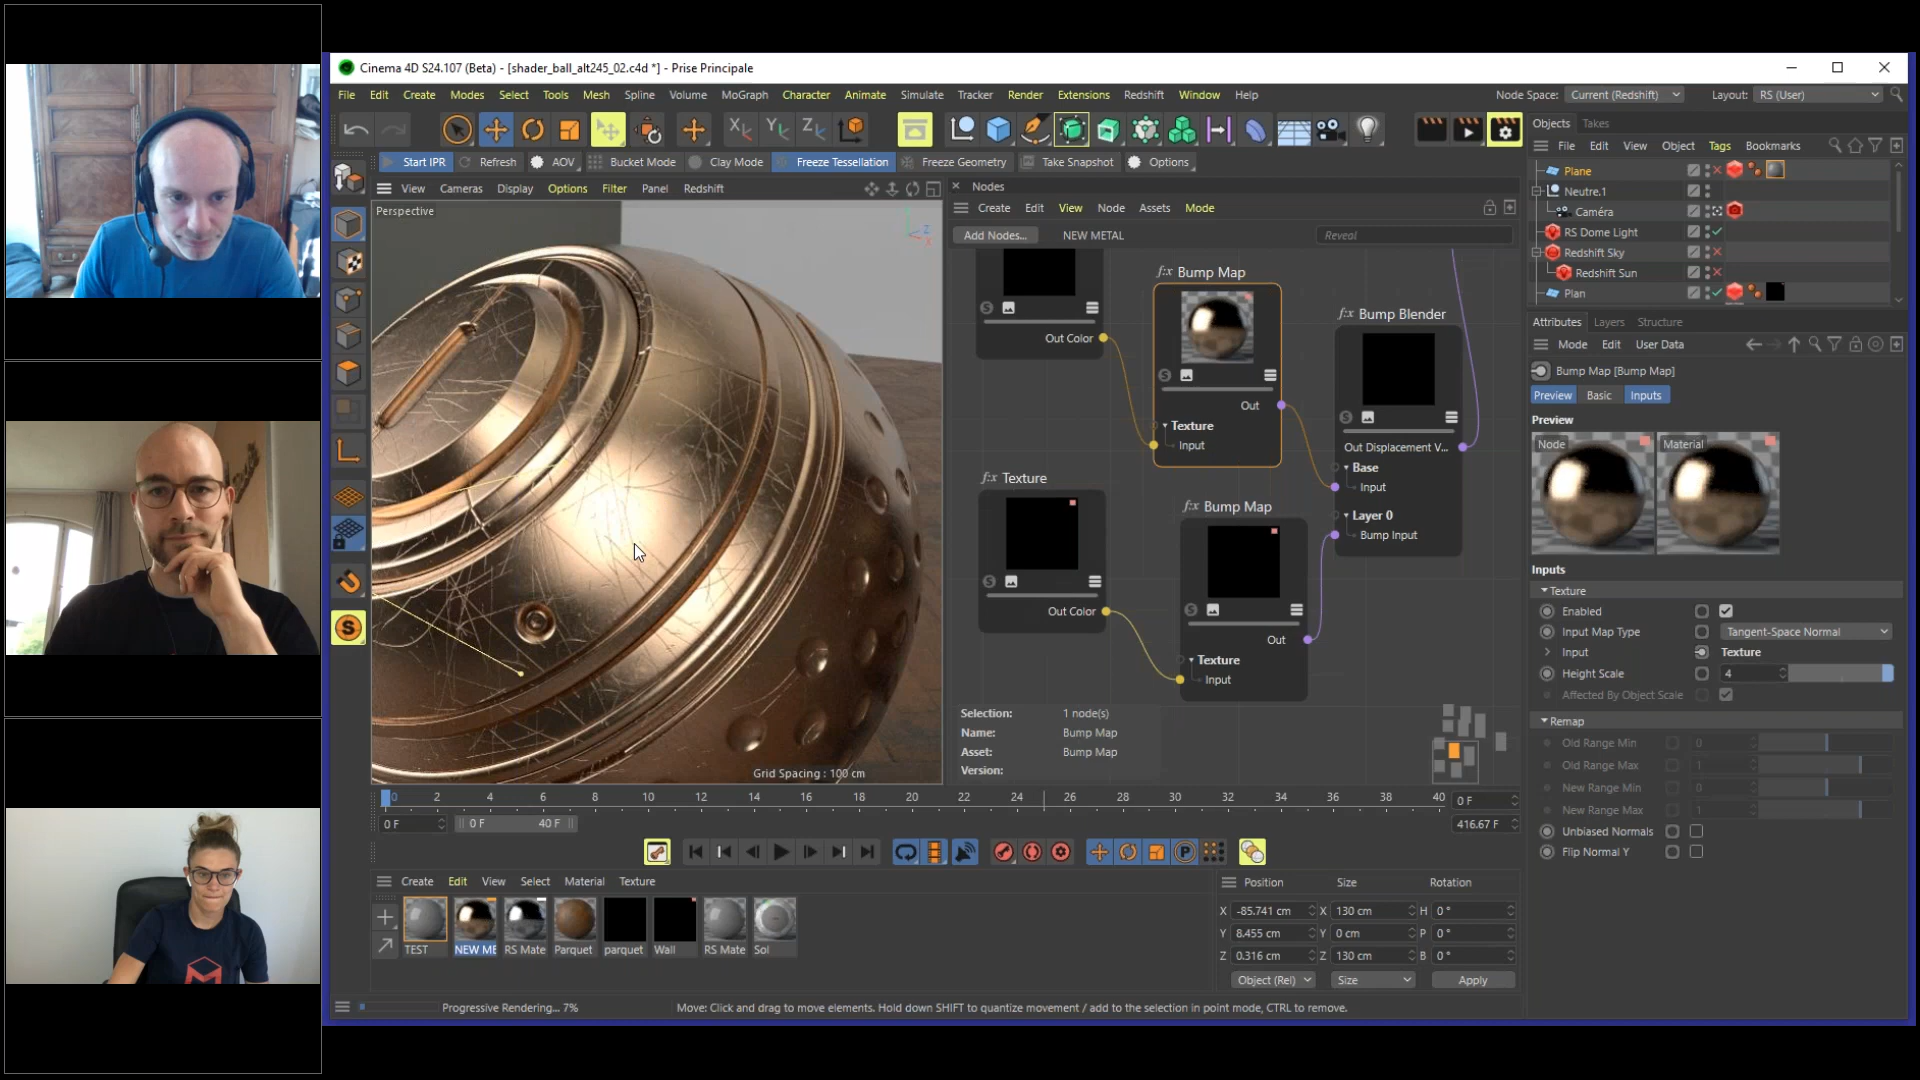 Cinema 4D S24.107 (Beta) - [shader_ball_alt245_02.c4d *] - Prise Principale
File Edit Create Modes Select Tools Mesh Spline Volume MoGraph Character Animate Simulate Tracker Render Extensions Redshift Window Help
Node Space: Current (Redshift) Layout: RS (User)
Start IPR Refresh AOV Bucket Mode Clay Mode Freeze Tessellation Freeze Geometry Take Snapshot Options
View Cameras Display Options Filter Panel Redshift
Perspective
Grid Spacing : 100 cm
Nodes
Create Edit View Node Assets Mode
Add Nodes... NEW METAL Reveal
Out Color
Bump Map
Out
Texture
Input
Bump Blender
Out Displacement V...
Base
Input
Layer 0
Bump Input
Texture
Out Color
Bump Map
Out
Texture
Input
Selection: 1 node(s)
Name: Bump Map
Asset: Bump Map
Version:
Objects Takes
File Edit View Object Tags Bookmarks
Plane
Neutre.1
Caméra
RS Dome Light
Redshift Sky
Redshift Sun
Plan
Attributes Layers Structure
Mode Edit User Data
Bump Map [Bump Map]
Preview Basic Inputs
Preview
Node Material
Inputs
Texture
Enabled
Input Map Type Tangent-Space Normal
Input Texture
Height Scale 4
Affected By Object Scale
Remap
Old Range Min 0
Old Range Max 1
New Range Min 0
New Range Max 1
Unbiased Normals
Flip Normal Y
0 2 4 6 8 10 12 14 16 18 20 22 24 26 28 30 32 34 36 38 40 0 F
0 F 0 F 40 F 416.67 F
Create Edit View Select Material Texture
TEST NEW ME RS Mate Parquet parquet Wall RS Mate Sol
Position Size Rotation
X -85.741 cm X 130 cm H 0 °
Y 8.455 cm Y 0 cm P 0 °
Z 0.316 cm Z 130 cm B 0 °
Object (Rel) Size Apply
Progressive Rendering... 7% Move: Click and drag to move elements. Hold down SHIFT to quantize movement / add to the selection in point mode, CTRL to remove.